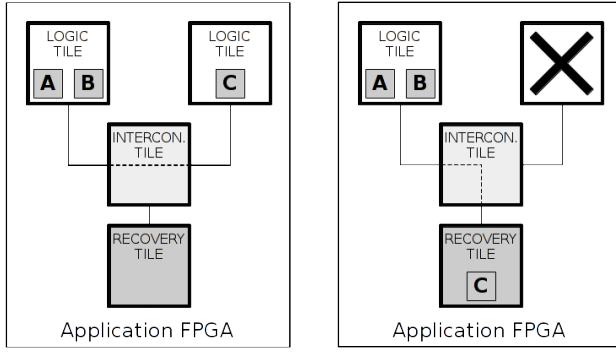 LOGIC
TILE
A B
LOGIC
TILE
C
INTERCON.
TILE
RECOVERY
TILE
Application FPGA
LOGIC
TILE
A B
INTERCON.
TILE
RECOVERY
TILE
C
Application FPGA